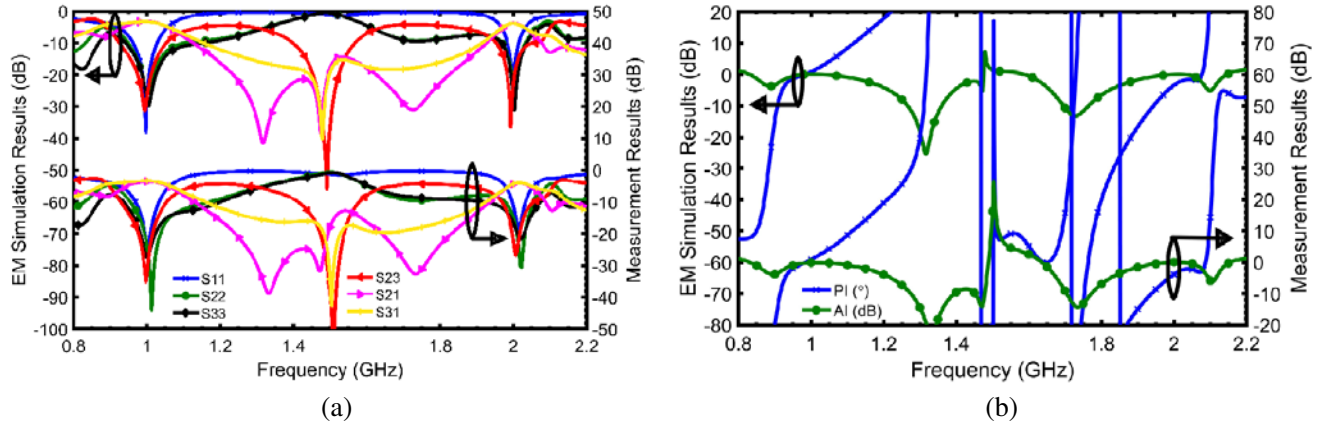 0
-10
-20
-30
-40
-50
-60
-70
-80
-90
-100
EM Simulation Results (dB)
50
40
30
20
10
0
-10
-20
-30
-40
-50
Measurement Results (dB)
S11
S22
S33
S23
S21
S31
0.8 1 1.2 1.4 1.6 1.8 2 2.2
Frequency (GHz)
(a)
20
10
0
-10
-20
-30
-40
-50
-60
-70
-80
EM Simulation Results (dB)
80
70
60
50
40
30
20
10
0
-10
-20
Measurement Results (dB)
PI (°)
AI (dB)
0.8 1 1.2 1.4 1.6 1.8 2 2.2
Frequency (GHz)
(b)